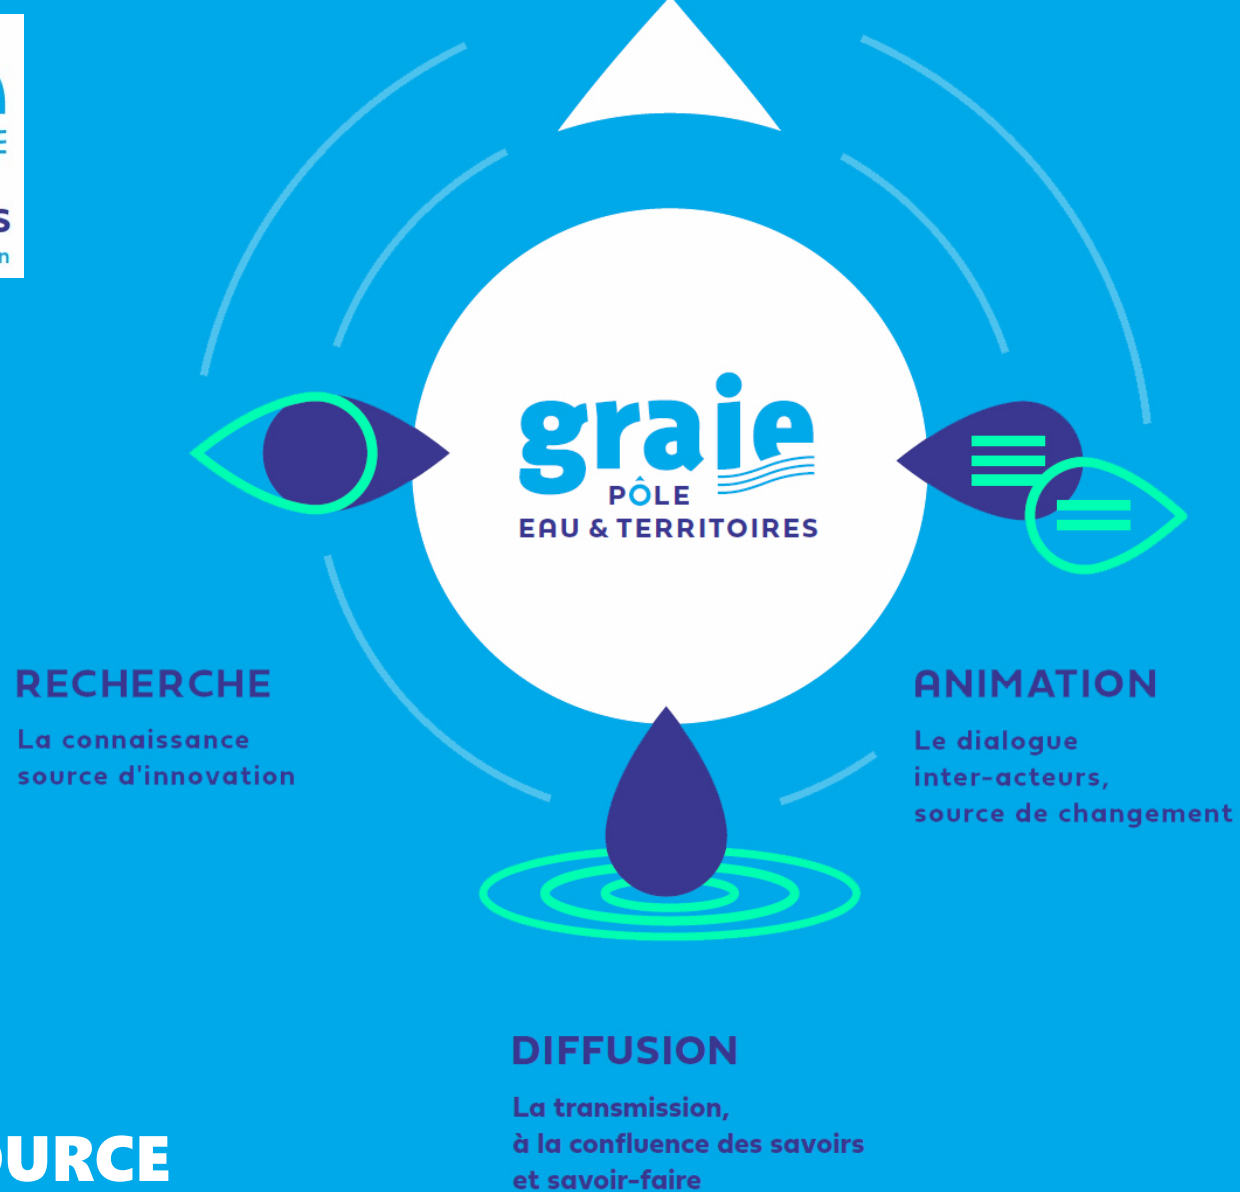 graie
PÔLE
EAU & TERRITOIRES
RECHERCHE
La connaissance
source d'innovation
ANIMATION
Le dialogue
inter-acteurs,
source de changement
DIFFUSION
La transmission,
à la confluence des savoirs
et savoir-faire
OURCE